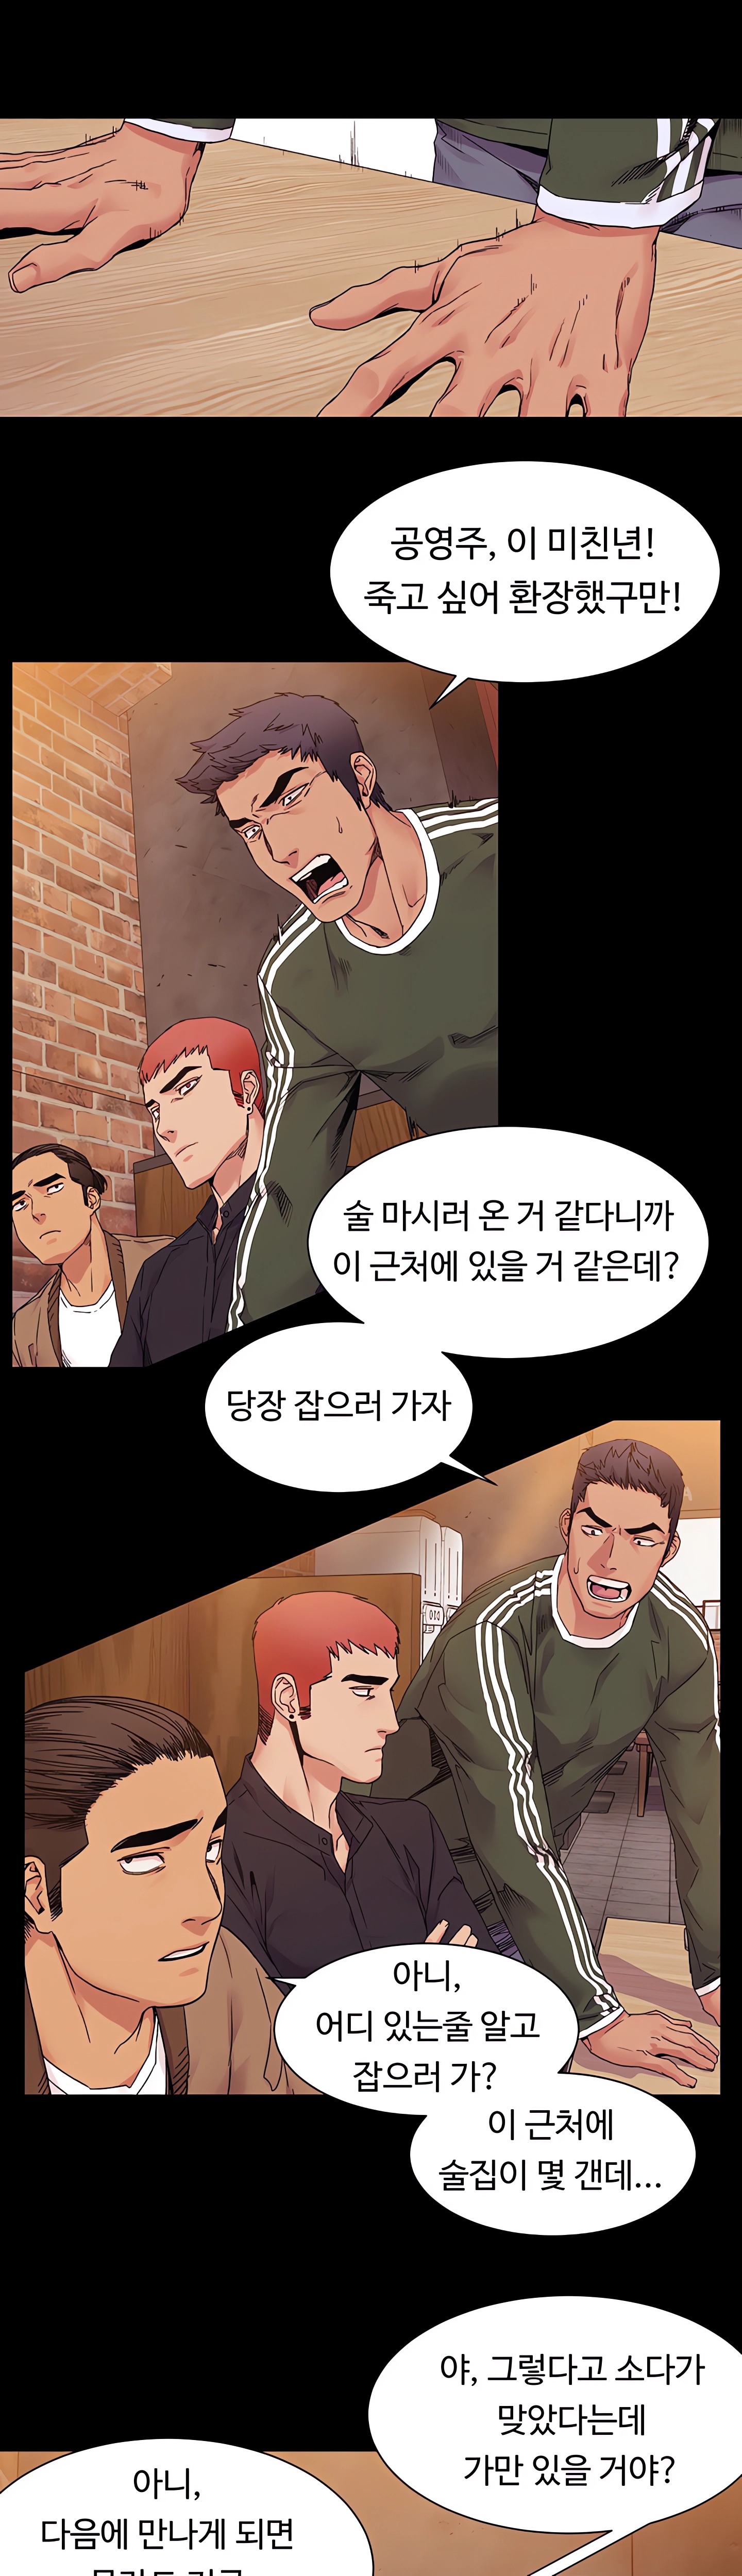 공영주, 이 미친년!
죽고 싶어 환장했구만!
술 마시러 온 거 같다니까
이 근처에 있을 거 같은데?
당장 잡으러 가자
아니,
어디 있는줄 알고
잡으러 가?
이 근처에
술집이 몇 갠데...
야, 그렇다고 소다가
맞았다는데
가만 있을 거야?
아니,
다음에 만나게 되면